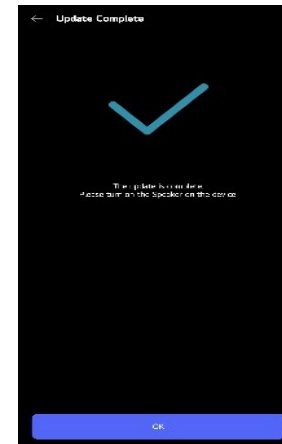 Update Complete
The update is complete
Please turn on the Speaker on the device
OK